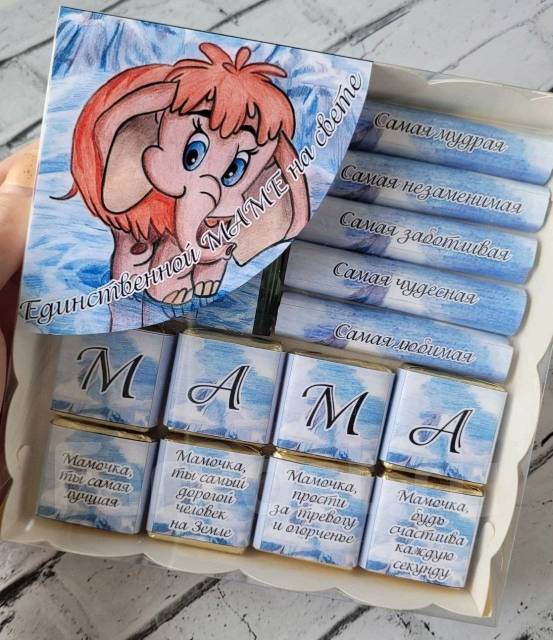 Единственной МАМЕ на свете
Самая мудрая
Самая незаменимая
Самая заботливая
Самая чудесная
Самая любимая
М А М А
Мамочка,
ты самая
лучшая
Мамочка,
ты самый
дорогой
человек
на Земле
Мамочка,
прости
за тревогу
и огорченье
Мамочка,
будь
счастлива
каждую
секунду